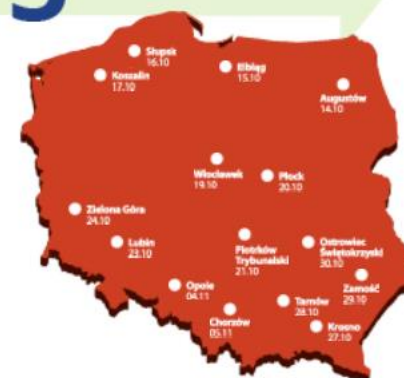 Słupsk
16.10
Koszalin
17.10
Elbląg
15.10
Augustów
14.10
Włocławek
19.10
Płock
20.10
Zielona Góra
24.10
Lubin
23.10
Piotrków
Trybunalski
21.10
Ostrowiec
Świętokrzyski
30.10
Zamość
29.10
Opole
04.11
Chorzów
05.11
Tarnów
28.10
Krosno
27.10